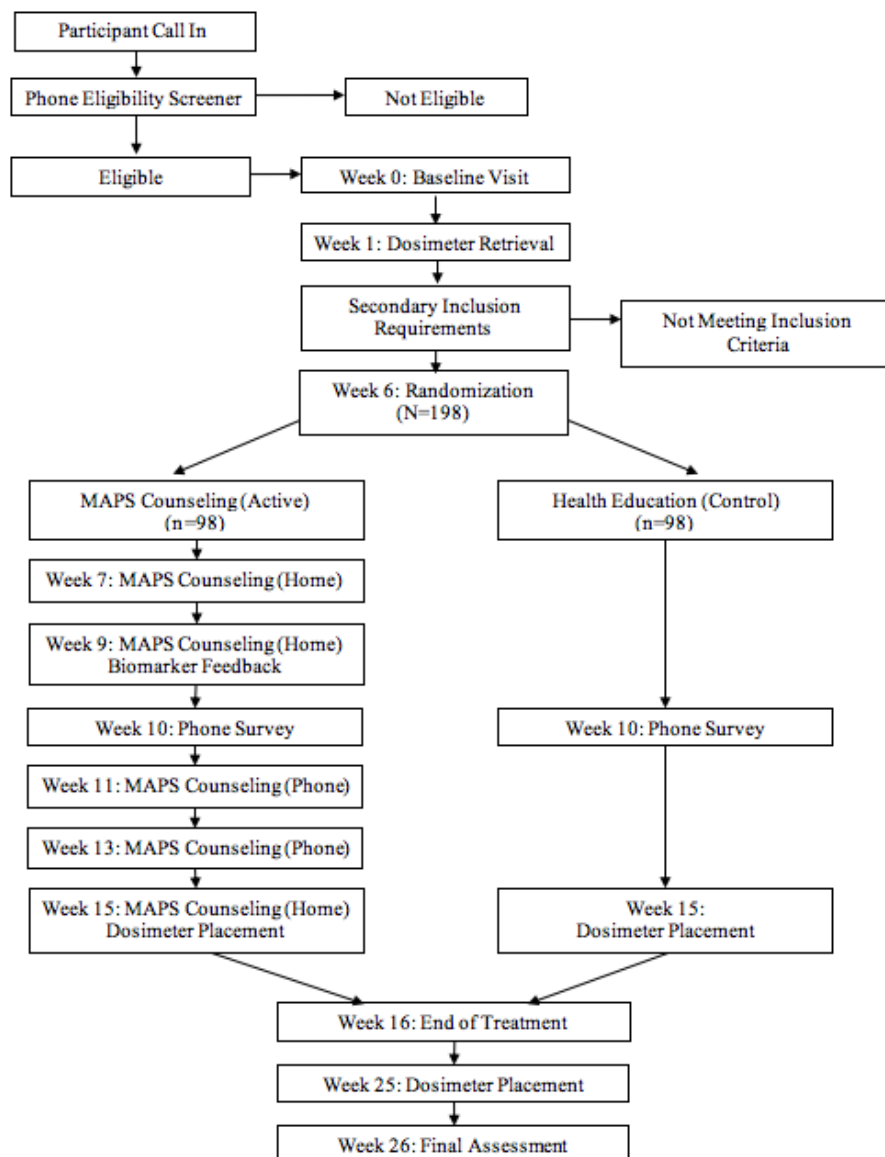 Participant Call In
Phone Eligibility Screener
Not Eligible
Eligible
Week 0: Baseline Visit
Week 1: Dosimeter Retrieval
Secondary Inclusion
Requirements
Not Meeting Inclusion
Criteria
Week 6: Randomization
(N=198)
MAPS Counseling (Active)
(n=98)
Health Education (Control)
(n=98)
Week 7: MAPS Counseling (Home)
Week 9: MAPS Counseling (Home)
Biomarker Feedback
Week 10: Phone Survey
Week 10: Phone Survey
Week 11: MAPS Counseling (Phone)
Week 13: MAPS Counseling (Phone)
Week 15: MAPS Counseling (Home)
Dosimeter Placement
Week 15:
Dosimeter Placement
Week 16: End of Treatment
Week 25: Dosimeter Placement
Week 26: Final Assessment